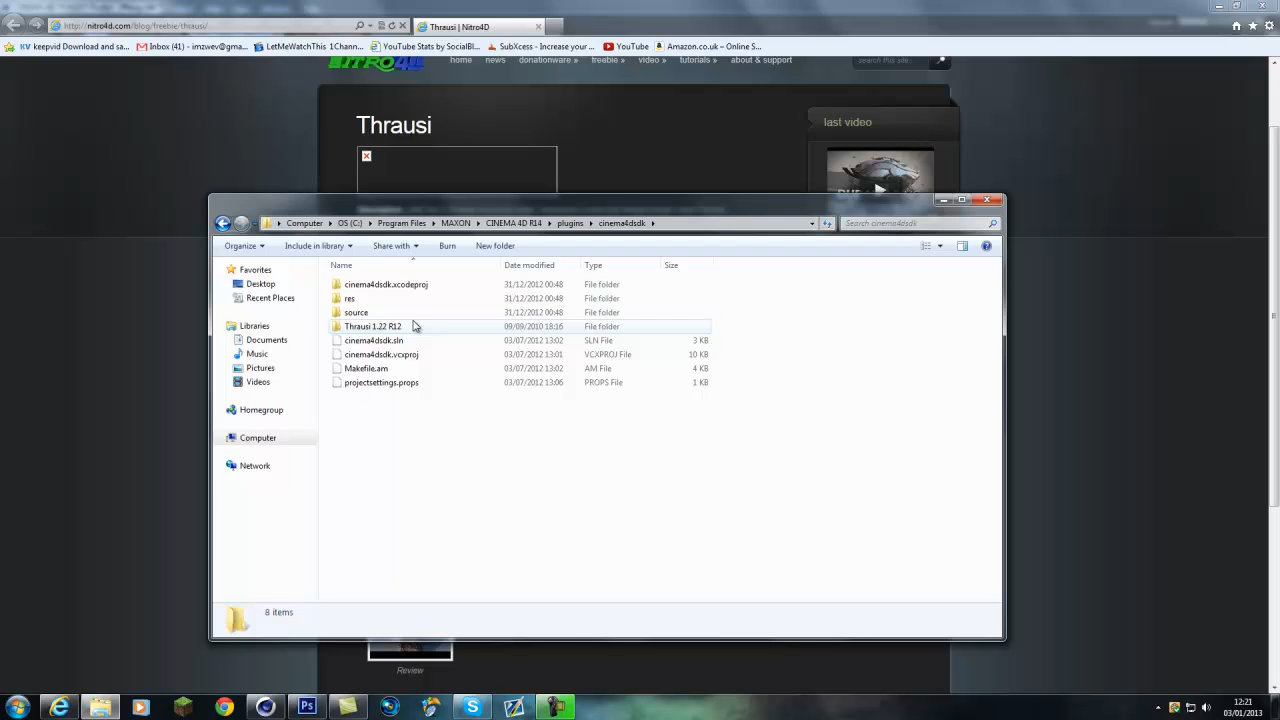 http://nitro4d.com/blog/freebie/thrausi/
Thrausi | Nitro4D
KV keepvid Download and sa...
Inbox (41) - imzwev@gma...
LetMeWatchThis 1Chann...
YouTube Stats by SocialBl...
SubXcess - Increase your ...
YouTube
Amazon.co.uk – Online S...
NITRO4D
home
news
donationware »
freebie »
video »
tutorials »
about & support
search this site...
Thrausi
last video
Computer
OS (C:)
Program Files
MAXON
CINEMA 4D R14
plugins
cinema4dsdk
Search cinema4dsdk
Organize
Include in library
Share with
Burn
New folder
Name
Date modified
Type
Size
Favorites
Desktop
Recent Places
Libraries
Documents
Music
Pictures
Videos
Homegroup
Computer
Network
cinema4dsdk.xcodeproj 31/12/2012 00:48 File folder
res 31/12/2012 00:48 File folder
source 31/12/2012 00:48 File folder
Thrausi 1.22 R12 09/09/2010 18:16 File folder
cinema4dsdk.sln 03/07/2012 13:02 SLN File 3 KB
cinema4dsdk.vcxproj 03/07/2012 13:01 VCXPROJ File 10 KB
Makefile.am 03/07/2012 13:02 AM File 4 KB
projectsettings.props 03/07/2012 13:06 PROPS File 1 KB
8 items
Review
Ps
12:21
03/01/2013